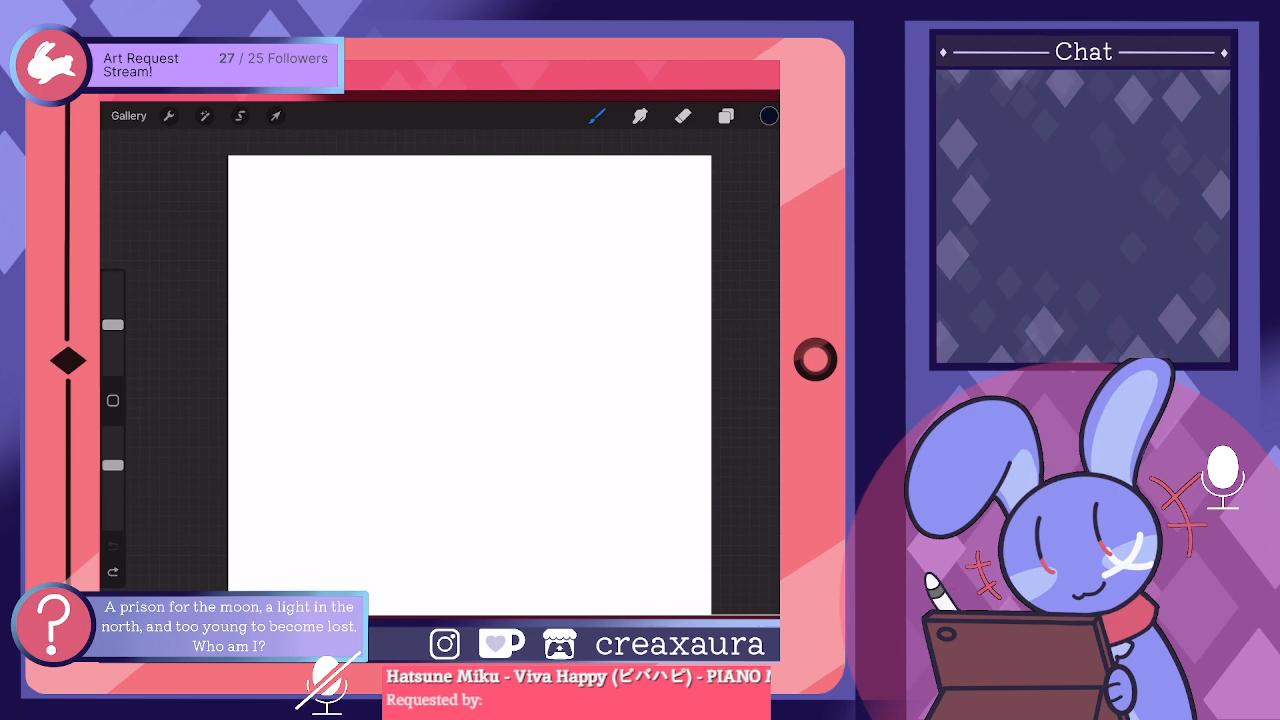 Art Request
Stream!
27 / 25 Followers
Chat
Gallery
A prison for the moon, a light in the
north, and too young to become lost.
Who am I?
creaxaura
Hatsune Miku - Viva Happy (ビバハピ) - PIANO
Requested by: